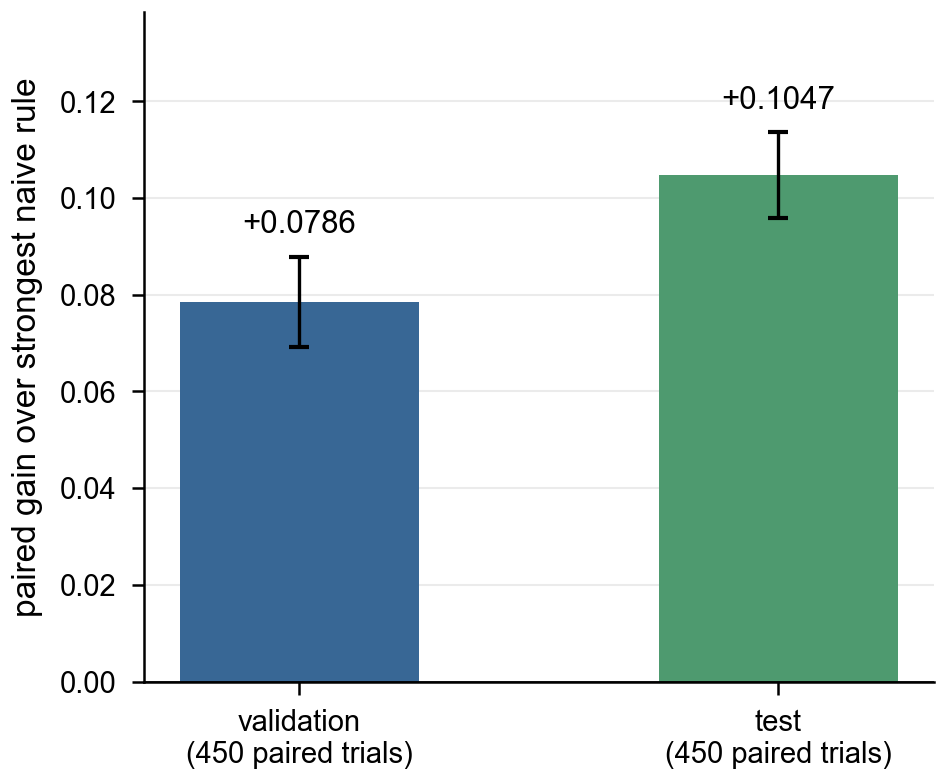 paired gain over strongest naive rule
0.12
0.10
0.08
0.06
0.04
0.02
0.00
+0.0786
+0.1047
validation
(450 paired trials)
test
(450 paired trials)